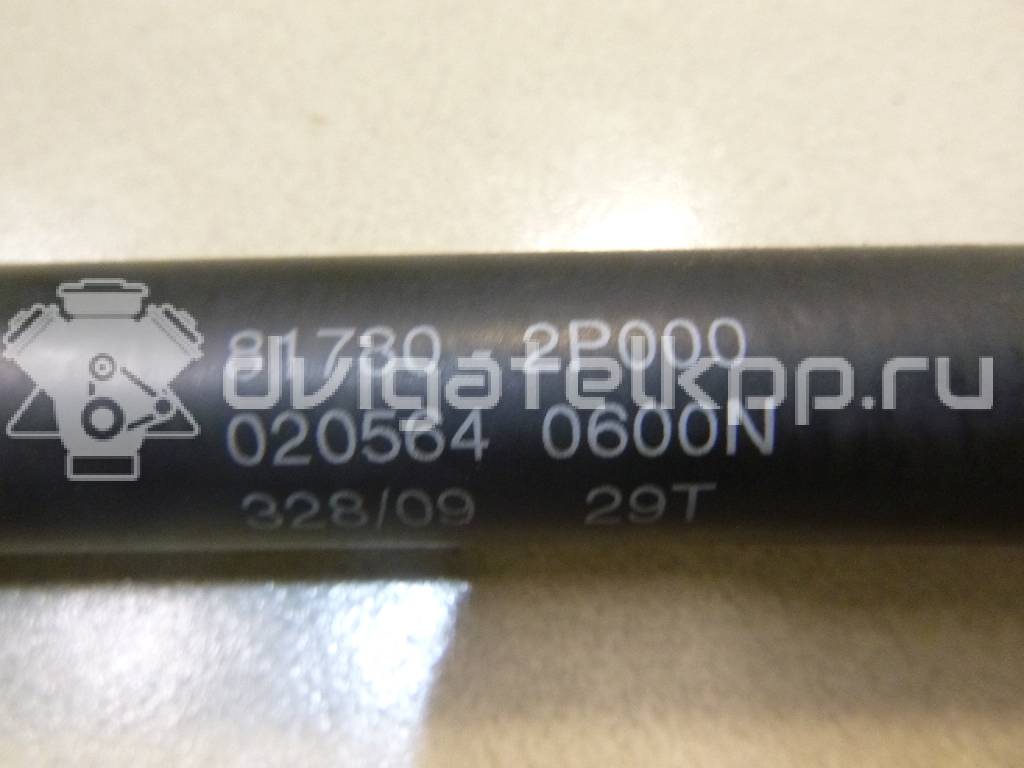 81780-2P000
dvigatelkpp.ru
020564 0600N
328/09 29T